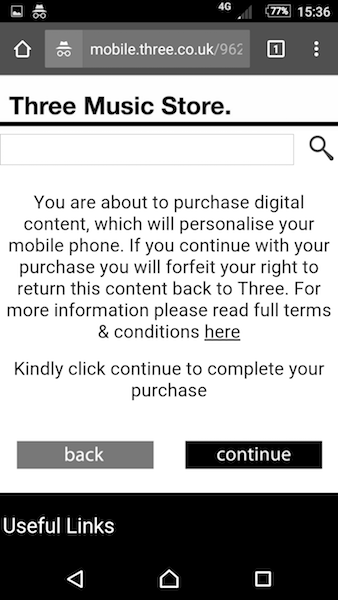 4G 77% 15:36
mobile.three.co.uk/962 1
Three Music Store.
You are about to purchase digital
content, which will personalise your
mobile phone. If you continue with your
purchase you will forfeit your right to
return this content back to Three. For
more information please read full terms
& conditions here
Kindly click continue to complete your
purchase
back continue
Useful Links